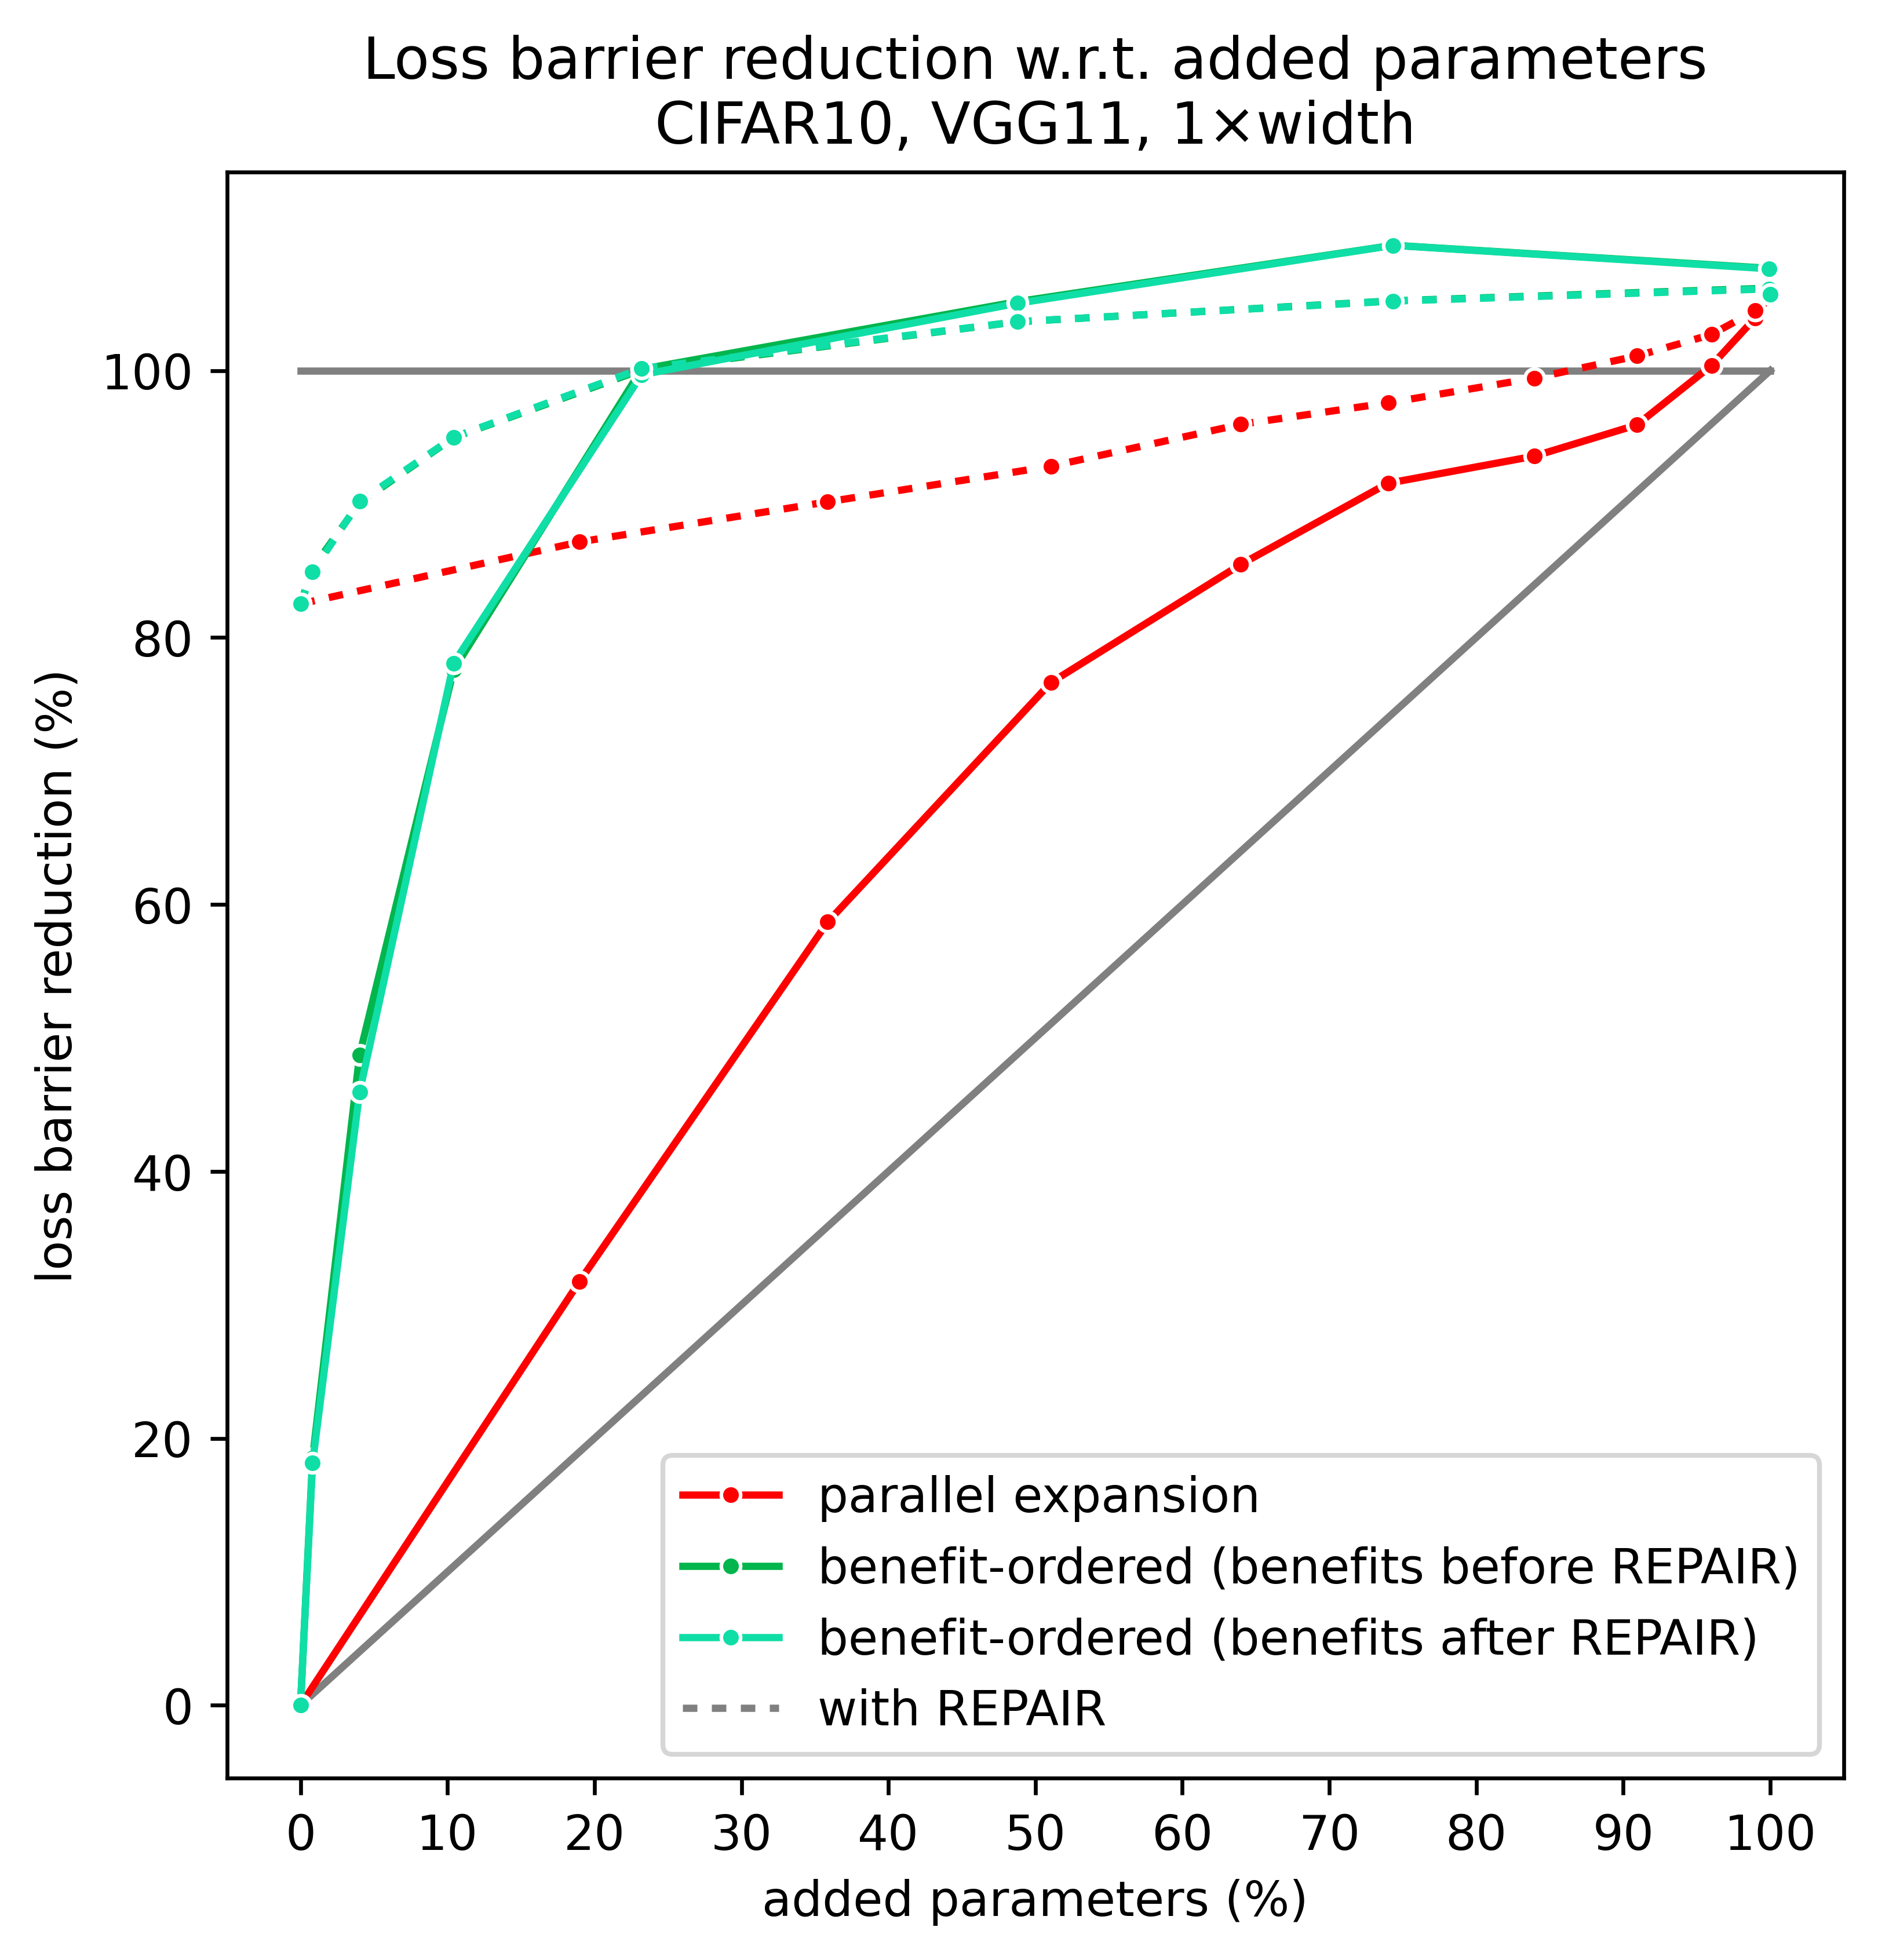 Loss barrier reduction w.r.t. added parameters
CIFAR10, VGG11, 1×width
loss barrier reduction (%)
100
80
60
40
20
0
parallel expansion
benefit-ordered (benefits before REPAIR)
benefit-ordered (benefits after REPAIR)
with REPAIR
0 10 20 30 40 50 60 70 80 90 100
added parameters (%)